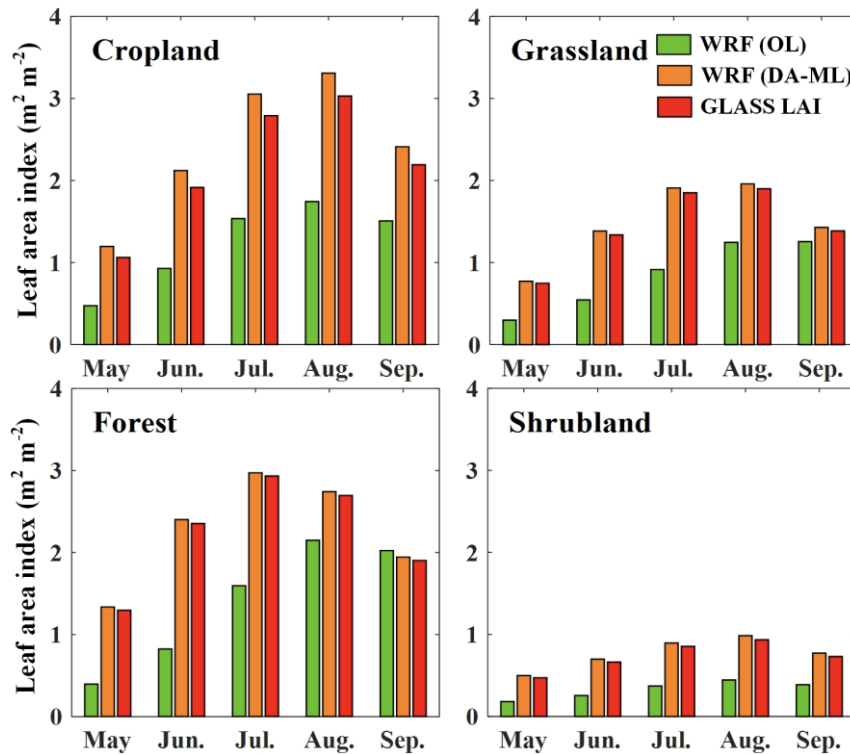 Cropland
Leaf area index (m² m⁻²)
4
3
2
1
0
May Jun. Jul. Aug. Sep.
Grassland
WRF (OL)
WRF (DA-ML)
GLASS LAI
4
3
2
1
0
May Jun. Jul. Aug. Sep.
Forest
Leaf area index (m² m⁻²)
4
3
2
1
0
May Jun. Jul. Aug. Sep.
Shrubland
4
3
2
1
0
May Jun. Jul. Aug. Sep.